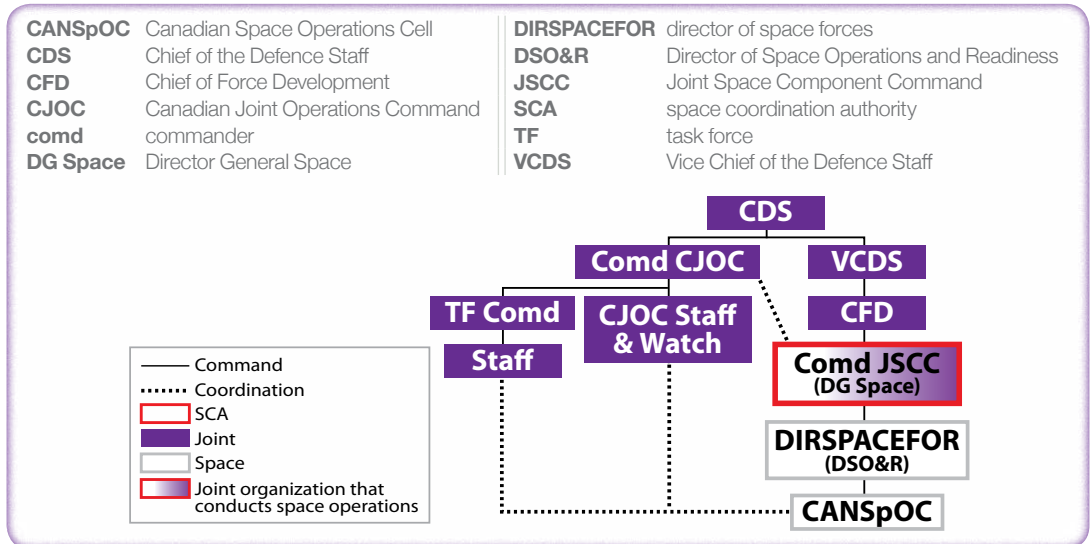 CANSpOC Canadian Space Operations Cell
CDS Chief of the Defence Staff
CFD Chief of Force Development
CJOC Canadian Joint Operations Command
comd commander
DG Space Director General Space
DIRSPACEFOR director of space forces
DSO&R Director of Space Operations and Readiness
JSCC Joint Space Component Command
SCA space coordination authority
TF task force
VCDS Vice Chief of the Defence Staff
CDS
Comd CJOC
VCDS
TF Comd
CJOC Staff
& Watch
CFD
Staff
Comd JSCC
(DG Space)
DIRSPACEFOR
(DSO&R)
CANSpOC
Command
Coordination
SCA
Joint
Space
Joint organization that
conducts space operations